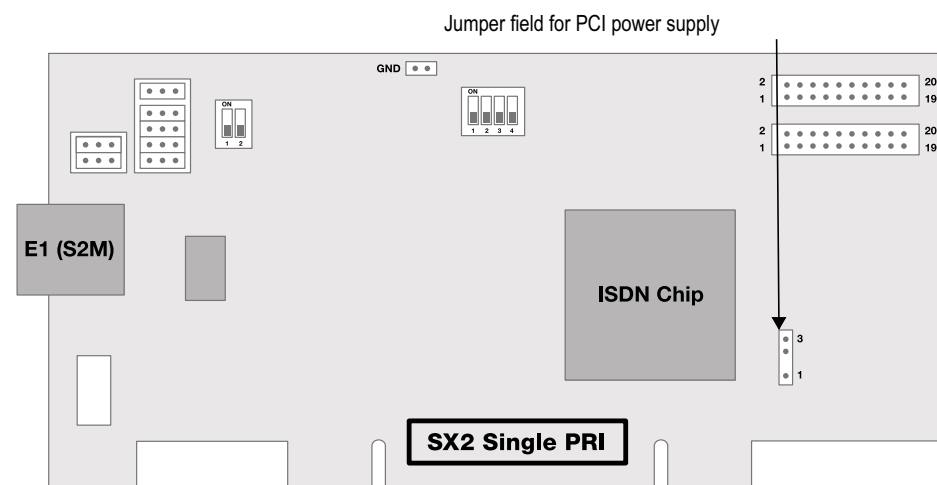 Jumper field for PCI power supply
GND
2 20
1 19
ON
1 2
ON
1 2 3 4
2 20
1 19
E1 (S2M)
ISDN Chip
3
1
SX2 Single PRI